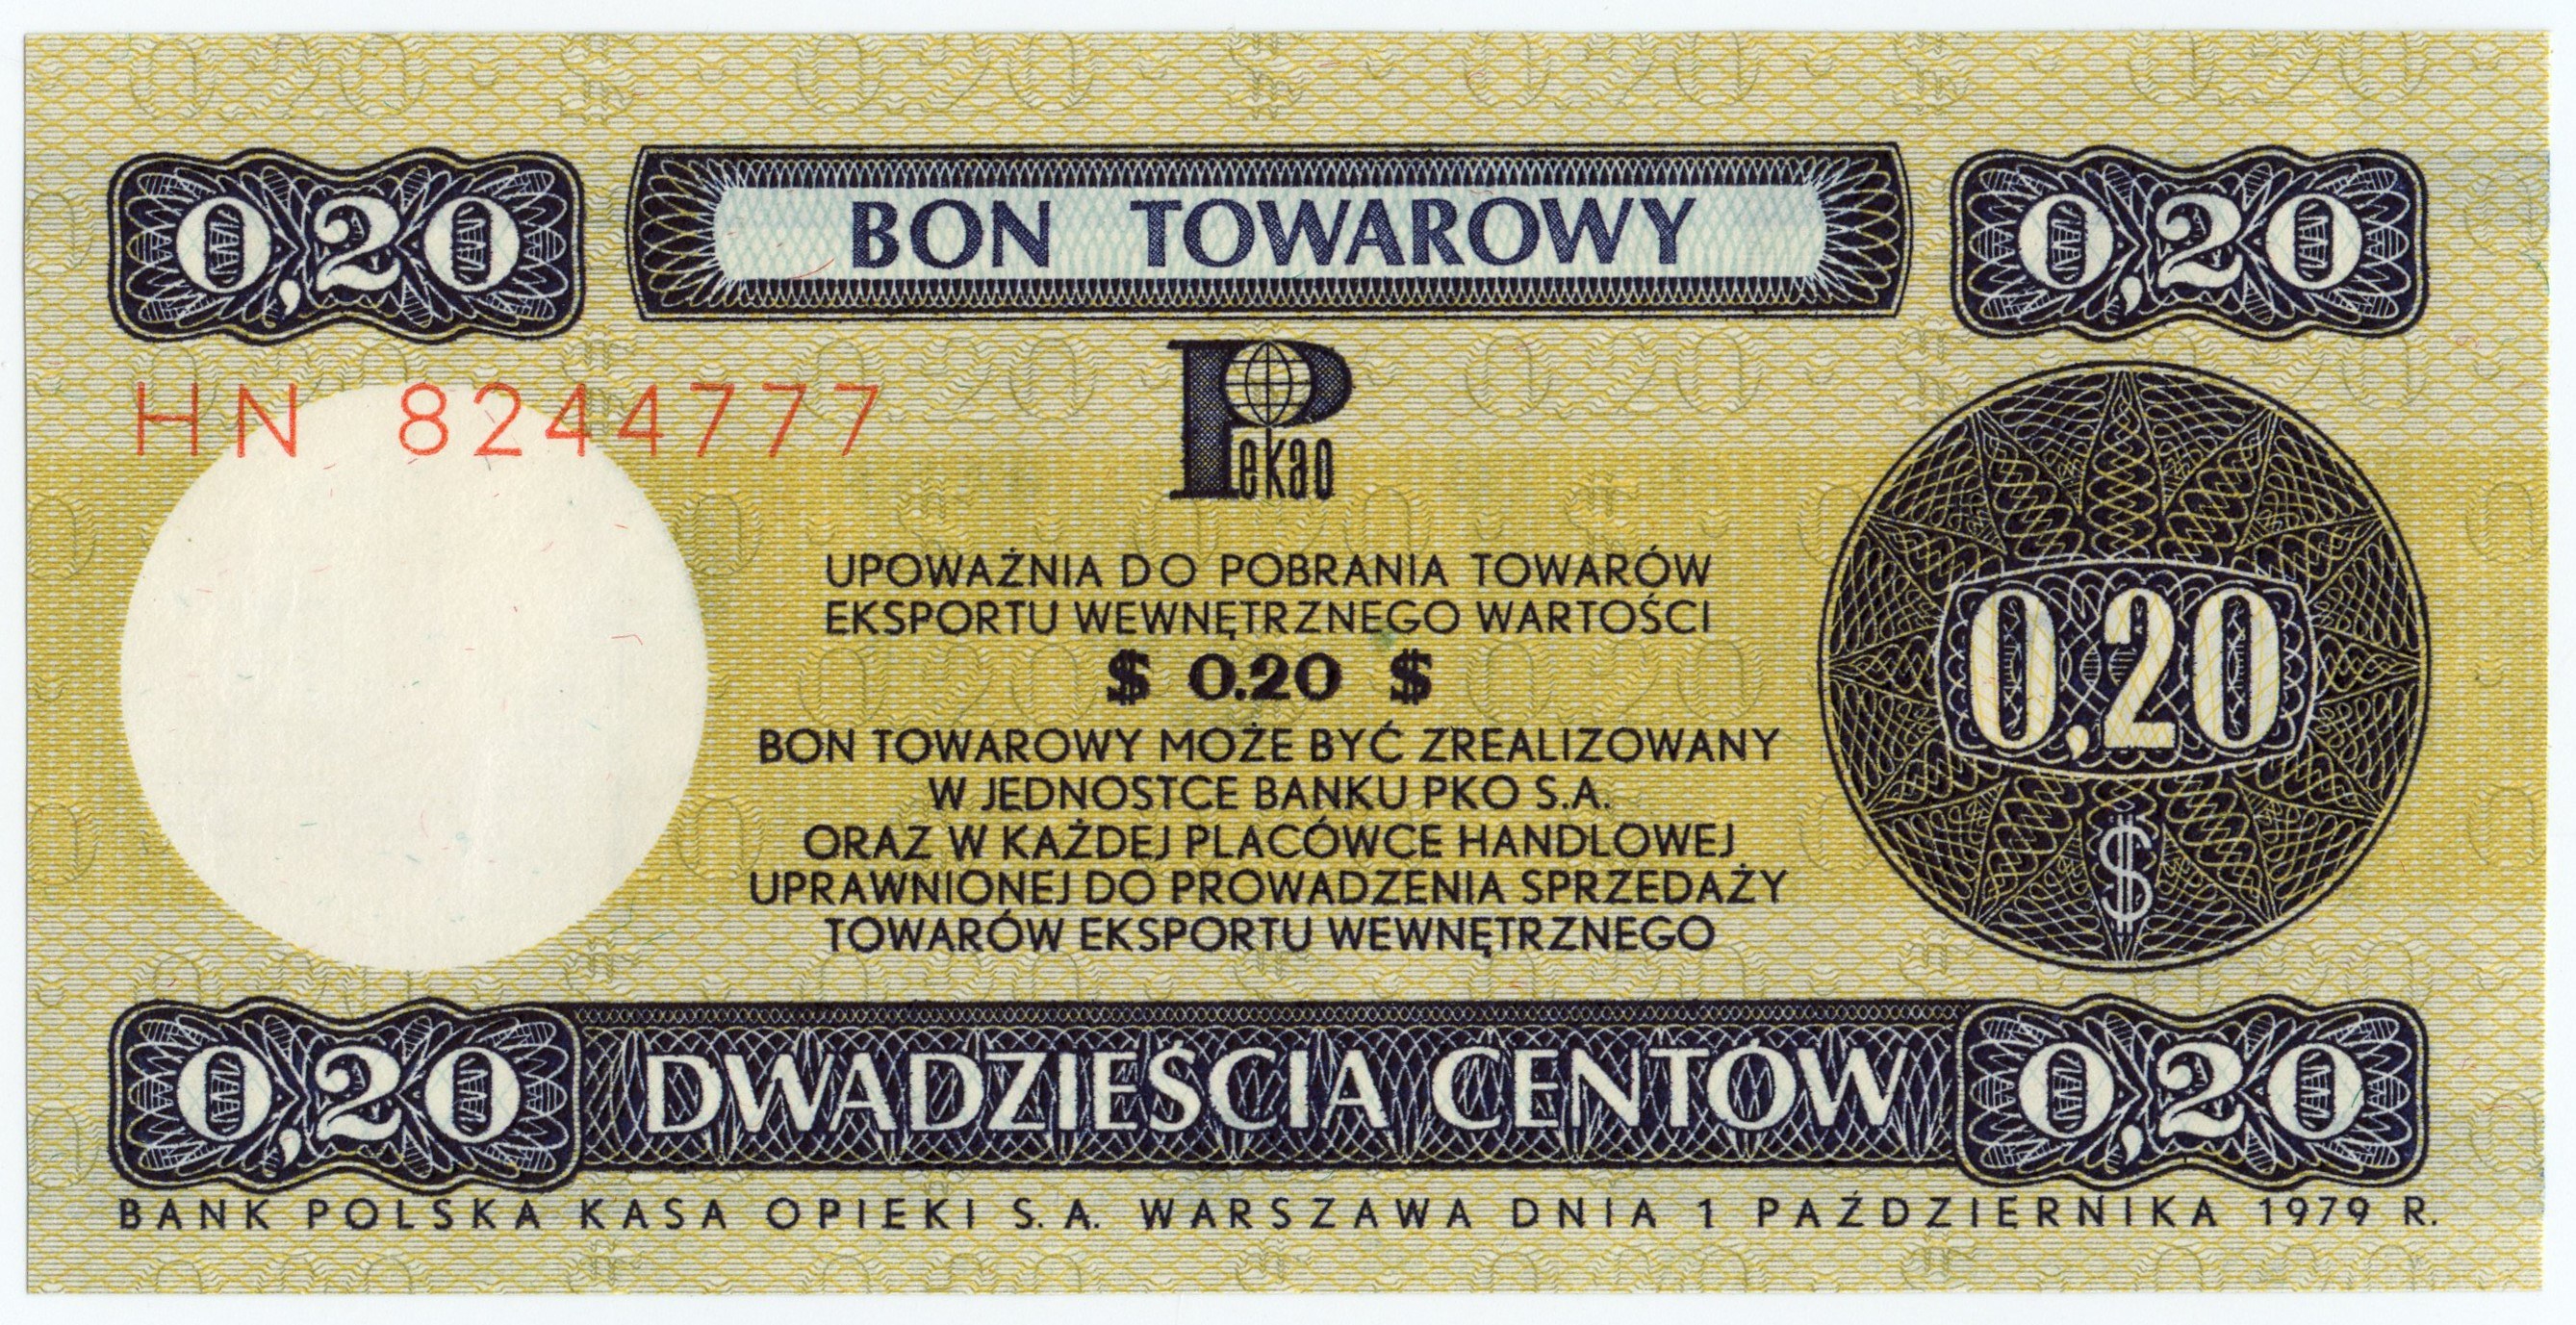 0,20 BON TOWAROWY 0,20
HN 8244777
Pekao
UPOWAŻNIA DO POBRANIA TOWARÓW
EKSPORTU WEWNĘTRZNEGO WARTOŚCI
$ 0.20 $
BON TOWAROWY MOŻE BYĆ ZREALIZOWANY
W JEDNOSTCE BANKU PKO S.A.
ORAZ W KAŻDEJ PLACÓWCE HANDLOWEJ
UPRAWNIONEJ DO PROWADZENIA SPRZEDAŻY
TOWARÓW EKSPORTU WEWNĘTRZNEGO
0,20
$
0,20 DWADZIEŚCIA CENTÓW 0,20
BANK POLSKA KASA OPIEKI S.A. WARSZAWA DNIA 1 PAŹDZIERNIKA 1979 R.